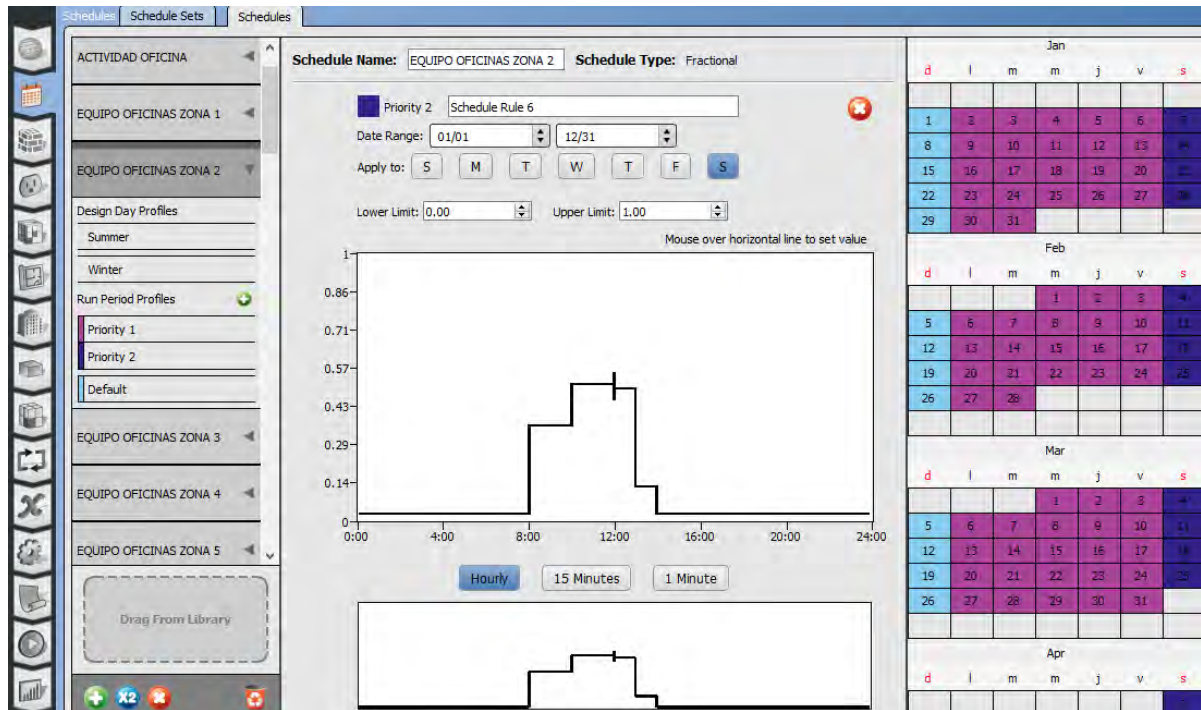 Schedules Schedule Sets Schedules
ACTIVIDAD OFICINA
EQUIPO OFICINAS ZONA 1
EQUIPO OFICINAS ZONA 2
Design Day Profiles
Summer
Winter
Run Period Profiles
Priority 1
Priority 2
Default
EQUIPO OFICINAS ZONA 3
EQUIPO OFICINAS ZONA 4
EQUIPO OFICINAS ZONA 5
Drag From Library
X2
Schedule Name: EQUIPO OFICINAS ZONA 2 Schedule Type: Fractional
Priority 2 Schedule Rule 6
Date Range: 01/01 12/31
Apply to: S M T W T F S
Lower Limit: 0.00 Upper Limit: 1.00
Mouse over horizontal line to set value
1
0.86
0.71
0.57
0.43
0.29
0.14
0
0:00 4:00 8:00 12:00 16:00 20:00 24:00
Hourly 15 Minutes 1 Minute
Jan
d l m m j v s
1 2 3 4 5 6
8 9 10 11 12 13
15 16 17 18 19 20
22 23 24 25 26 27
29 30 31
Feb
d l m m j v s
1 2 3 4
5 6 7 8 9 10 11
12 13 14 15 16 17
19 20 21 22 23 24 25
26 27 28
Mar
d l m m j v s
1 2 3 4
5 6 7 8 9 10 11
12 13 14 15 16 17 18
19 20 21 22 23 24 25
26 27 28 29 30 31
Apr
d l m m j v s